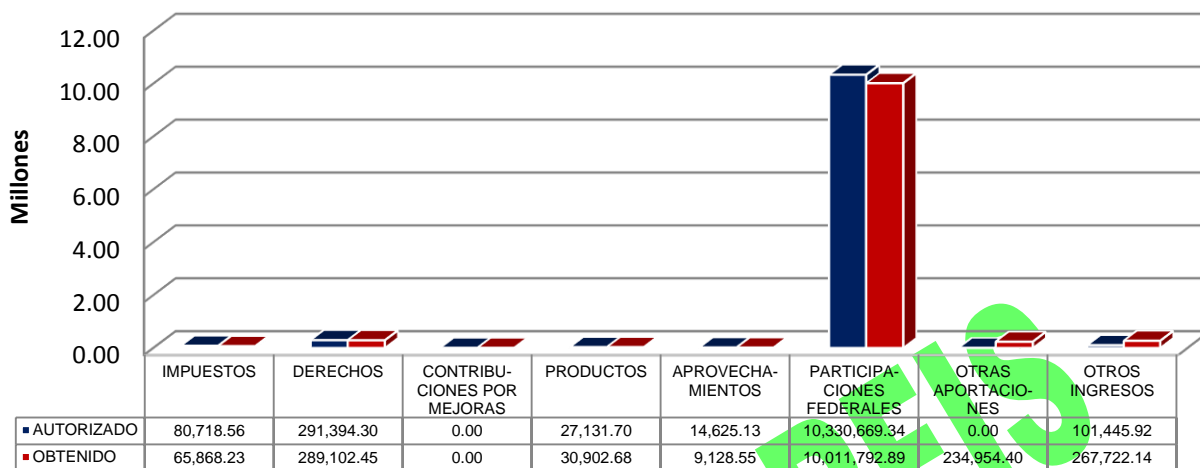 12.00
10.00
8.00
6.00
4.00
2.00
0.00
Millones
IMPUESTOS DERECHOS CONTRIBU- PRODUCTOS APROVECHA- PARTICIPA- OTRAS OTROS
CIONES POR MIENTOS CIONES APORTACIO- INGRESOS
MEJORAS FEDERALES NES
AUTORIZADO 80,718.56 291,394.30 0.00 27,131.70 14,625.13 10,330,669.34 0.00 101,445.92
OBTENIDO 65,868.23 289,102.45 0.00 30,902.68 9,128.55 10,011,792.89 234,954.40 267,722.14